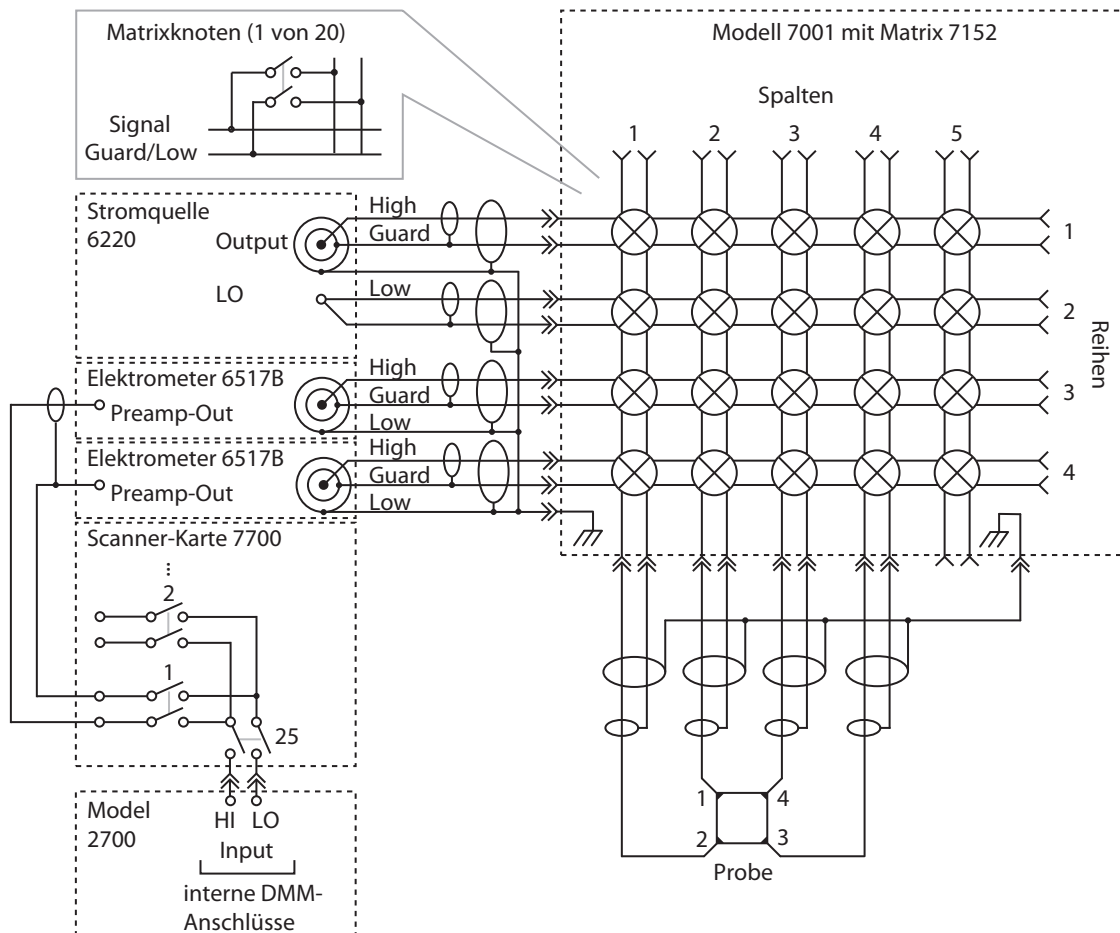 Matrixknoten (1 von 20)
Signal
Guard/Low
Modell 7001 mit Matrix 7152
Spalten
1 2 3 4 5
Reihen
1
2
3
4
Stromquelle
6220
Output
LO
High
Guard
Low
Elektrometer 6517B
Preamp-Out
High
Guard
Low
Elektrometer 6517B
Preamp-Out
High
Guard
Low
Scanner-Karte 7700
...
2
1
25
Model
2700
HI LO
Input
interne DMM-
Anschlüsse
1 4
2 3
Probe